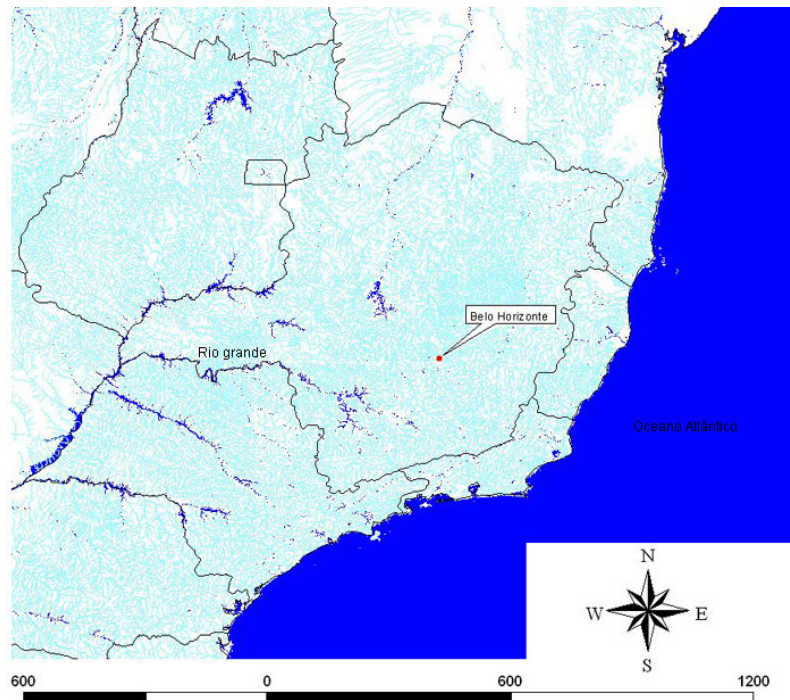 Belo Horizonte
Rio grande
Oceano Atlântico
N
W E
S
600 0 600 1200